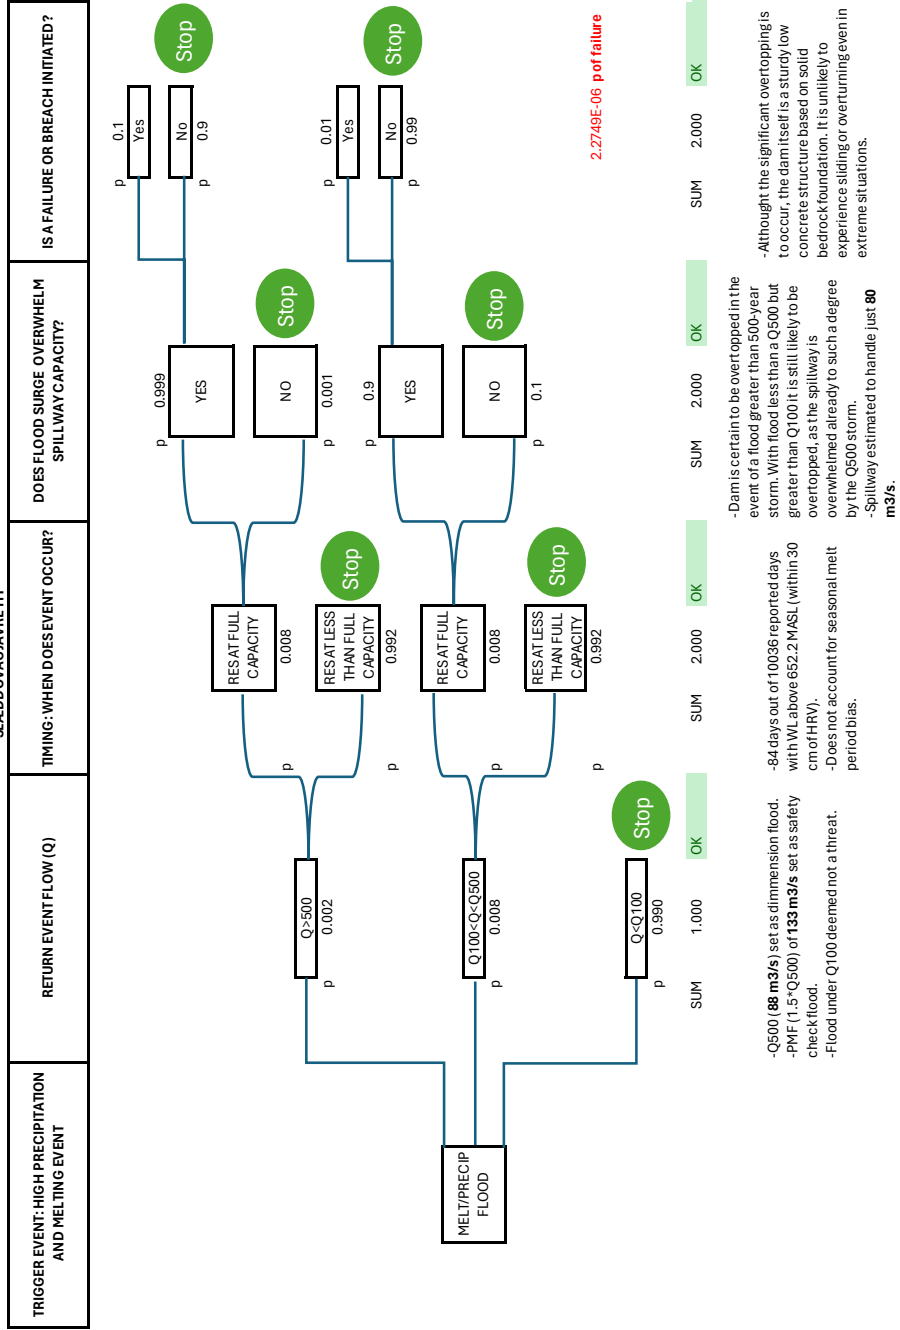 TRIGGER EVENT: HIGH PRECIPITATION
AND MELTING EVENT
RETURN EVENT FLOW (Q)
TIMING: WHEN DOES EVENT OCCUR?
DOES FLOOD SURGE OVERWHELM
SPILLWAY CAPACITY?
IS A FAILURE OR BREACH INITIATED?
MELT/PRECIP
FLOOD
Q>500
p
0.002
Q100<Q<Q500
p
0.008
Q<Q100
p
0.990
Stop
RES AT FULL
CAPACITY
p
0.008
RES AT LESS
THAN FULL
CAPACITY
p
0.992
Stop
RES AT FULL
CAPACITY
p
0.008
RES AT LESS
THAN FULL
CAPACITY
p
0.992
Stop
p
0.999
YES
NO
p
0.001
Stop
p
0.9
YES
NO
p
0.1
Stop
p
0.1
Yes
No
p
0.9
Stop
p
0.01
Yes
No
p
0.99
Stop
2.2749E-06 p of failure
SUM 1.000 OK
SUM 2.000 OK
SUM 2.000 OK
SUM 2.000 OK
-Q500 (88 m3/s) set as dimmension flood.
-PMF (1.5*Q500) of 133 m3/s set as safety
check flood.
-Flood under Q100 deemed not a threat.
-84 days out of 10036 reported days
with WL above 652.2 MASL (within 30
cm of HRV).
-Does not account for seasonal melt
period bias.
-Dam is certain to be overtopped in the
event of a flood greater than 500-year
storm. With flood less than a Q500 but
greater than Q100 it is still likely to be
overtopped, as the spillway is
overwhelmed already to such a degree
by the Q500 storm.
-Spillway estimated to handle just 80
m3/s.
-Althought the significant overtopping is
to occur, the dam itself is a sturdy low
concrete structure based on solid
bedrock foundation. It is unlikely to
experience sliding or overturning even in
extreme situations.